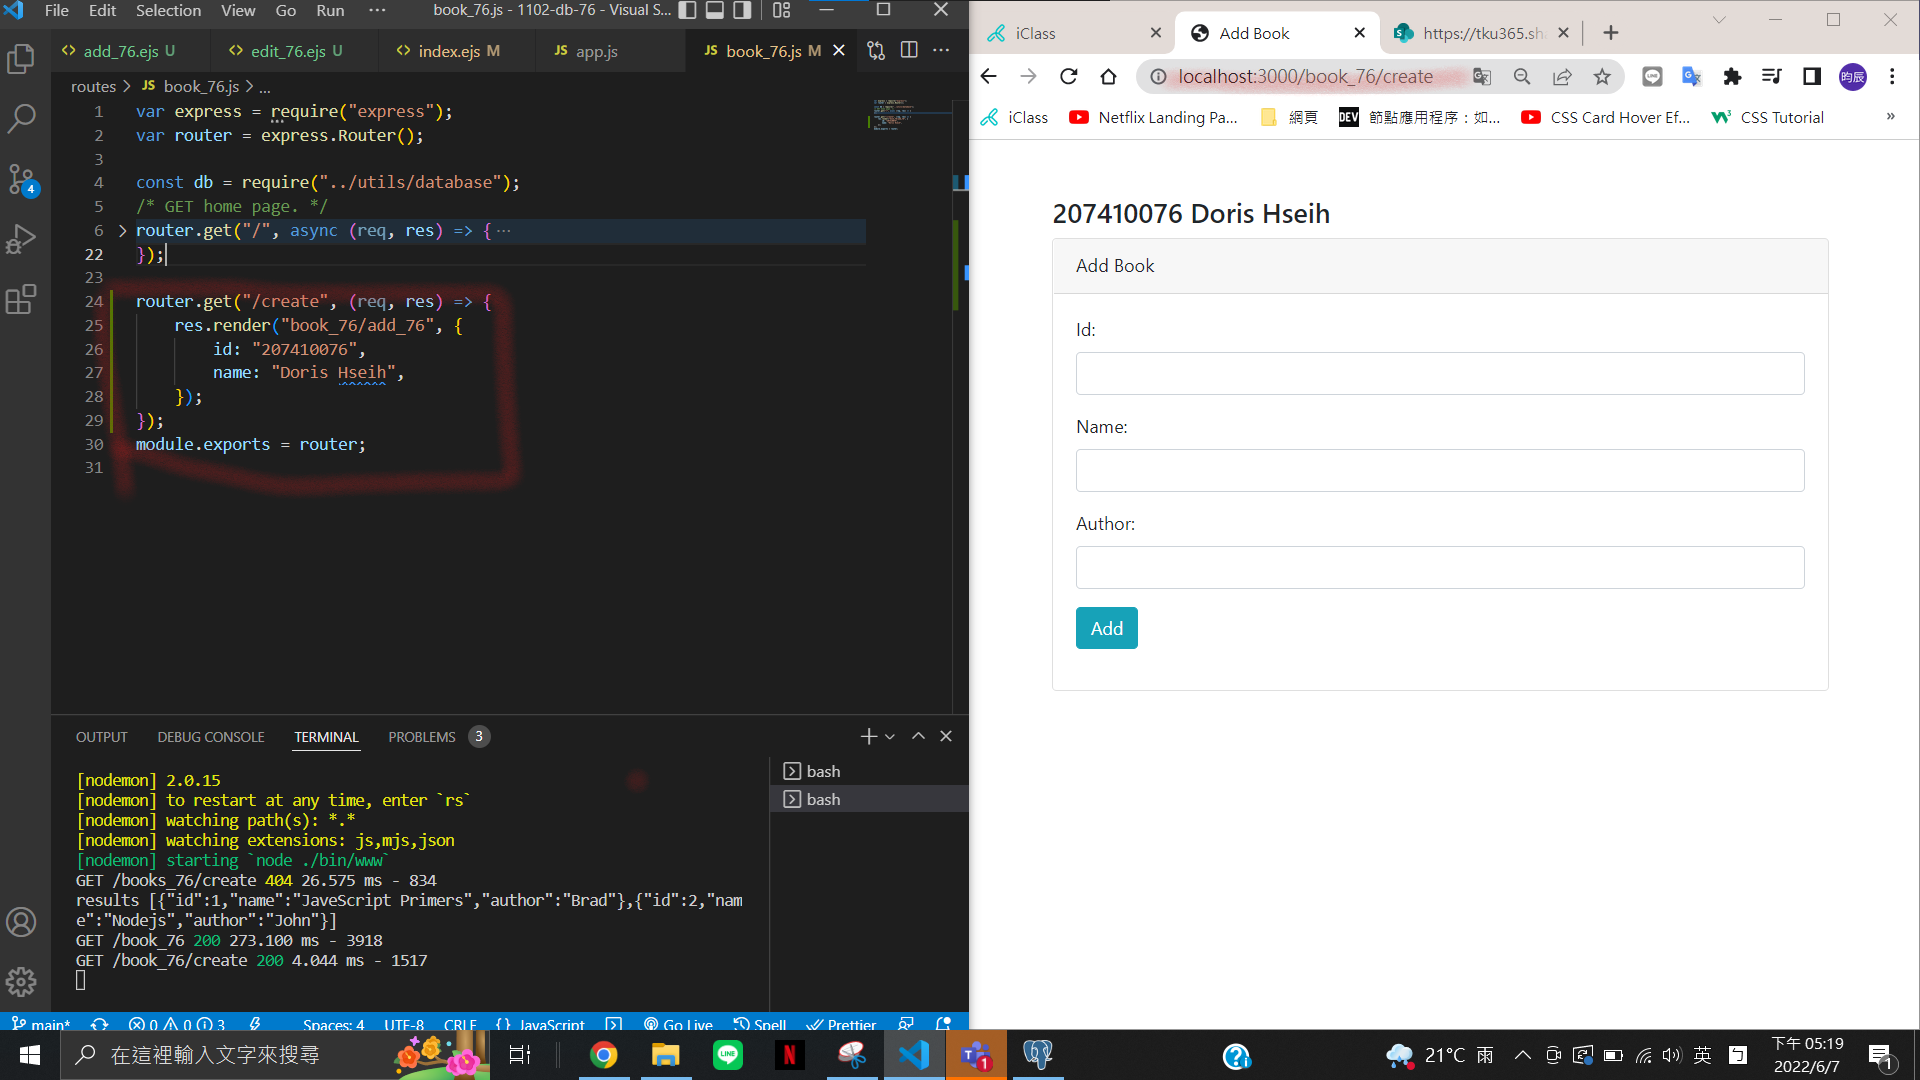 File Edit Selection View Go Run ··· book_76.js - 1102-db-76 - Visual S...
add_76.ejs U edit_76.ejs U index.ejs M JS app.js JS book_76.js M
routes > JS book_76.js > ...
1 var express = require("express");
2 var router = express.Router();
3
4 const db = require("../utils/database");
5 /* GET home page. */
6 router.get("/", async (req, res) => { ···
22 });
23
24 router.get("/create", (req, res) => {
25 res.render("book_76/add_76", {
26 id: "207410076",
27 name: "Doris Hseih",
28 });
29 });
30 module.exports = router;
31
OUTPUT DEBUG CONSOLE TERMINAL PROBLEMS 3
[nodemon] 2.0.15
[nodemon] to restart at any time, enter `rs`
[nodemon] watching path(s): *.*
[nodemon] watching extensions: js,mjs,json
[nodemon] starting `node ./bin/www`
GET /books_76/create 404 26.575 ms - 834
results [{"id":1,"name":"JaveScript Primers","author":"Brad"},{"id":2,"nam
e":"Nodejs","author":"John"}]
GET /book_76 200 273.100 ms - 3918
GET /book_76/create 200 4.044 ms - 1517
bash
bash
4
main* 0 0 3 Spaces: 4 UTF-8 CRLF {} JavaScript Go Live Spell Prettier
iClass Add Book https://tku365.sh
localhost:3000/book_76/create 昀辰
iClass Netflix Landing Pa... 網頁 DEV 節點應用程序：如... CSS Card Hover Ef... W3 CSS Tutorial »
207410076 Doris Hseih
Add Book
Id:
Name:
Author:
Add
在這裡輸入文字來搜尋 LINE N 1 21°C 雨 英 下午 05:19
2022/6/7 1